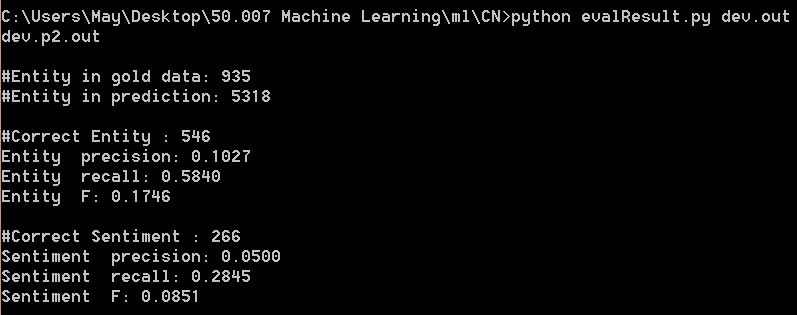 C:\Users\May\Desktop\50.007 Machine Learning\ml\CN>python evalResult.py dev.out
dev.p2.out
#Entity in gold data: 935
#Entity in prediction: 5318
#Correct Entity : 546
Entity  precision: 0.1027
Entity  recall: 0.5840
Entity  F: 0.1746
#Correct Sentiment : 266
Sentiment  precision: 0.0500
Sentiment  recall: 0.2845
Sentiment  F: 0.0851